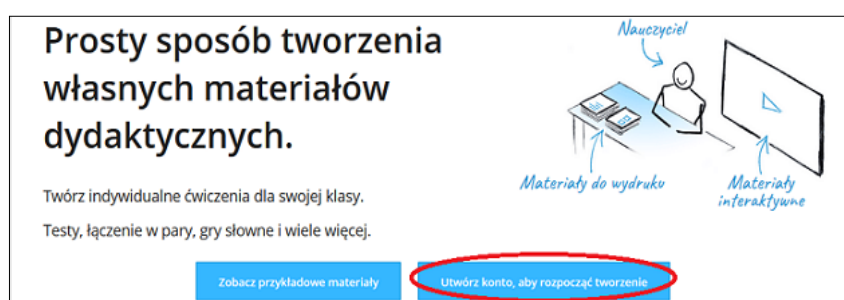 Prosty sposób tworzenia
własnych materiałów
dydaktycznych.
Twórz indywidualne ćwiczenia dla swojej klasy.
Testy, łączenie w pary, gry słowne i wiele więcej.
Zobacz przykładowe materiały
Utwórz konto, aby rozpocząć tworzenie
Nauczyciel
Materiały do wydruku
Materiały
interaktywne